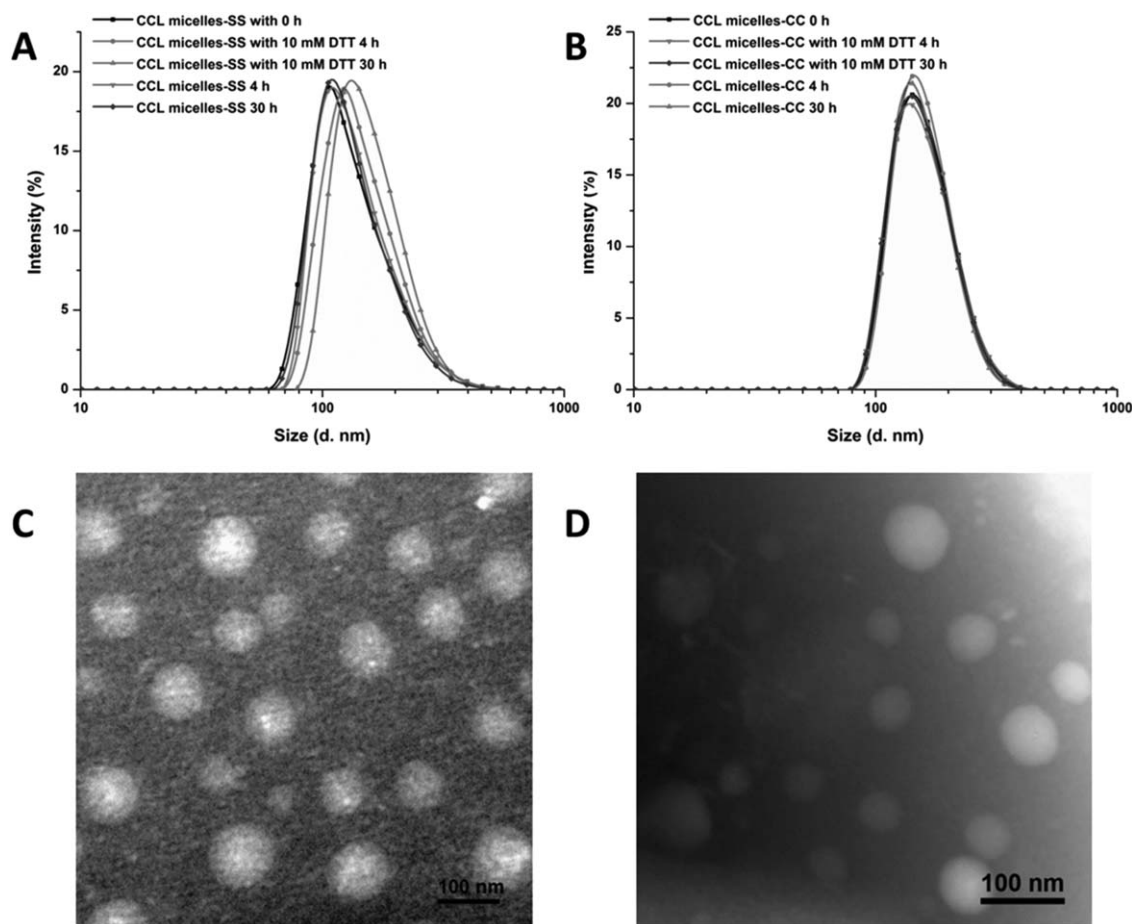 A
CCL micelles-SS with 0 h
CCL micelles-SS with 10 mM DTT 4 h
CCL micelles-SS with 10 mM DTT 30 h
CCL micelles-SS 4 h
CCL micelles-SS 30 h
20
15
10
5
0
Intensity (%)
10
100
1000
Size (d. nm)
B
CCL micelles-CC 0 h
CCL micelles-CC with 10 mM DTT 4 h
CCL micelles-CC with 10 mM DTT 30 h
CCL micelles-CC 4 h
CCL micelles-CC 30 h
25
20
15
10
5
0
Intensity (%)
10
100
1000
Size (d. nm)
C
100 nm
D
100 nm